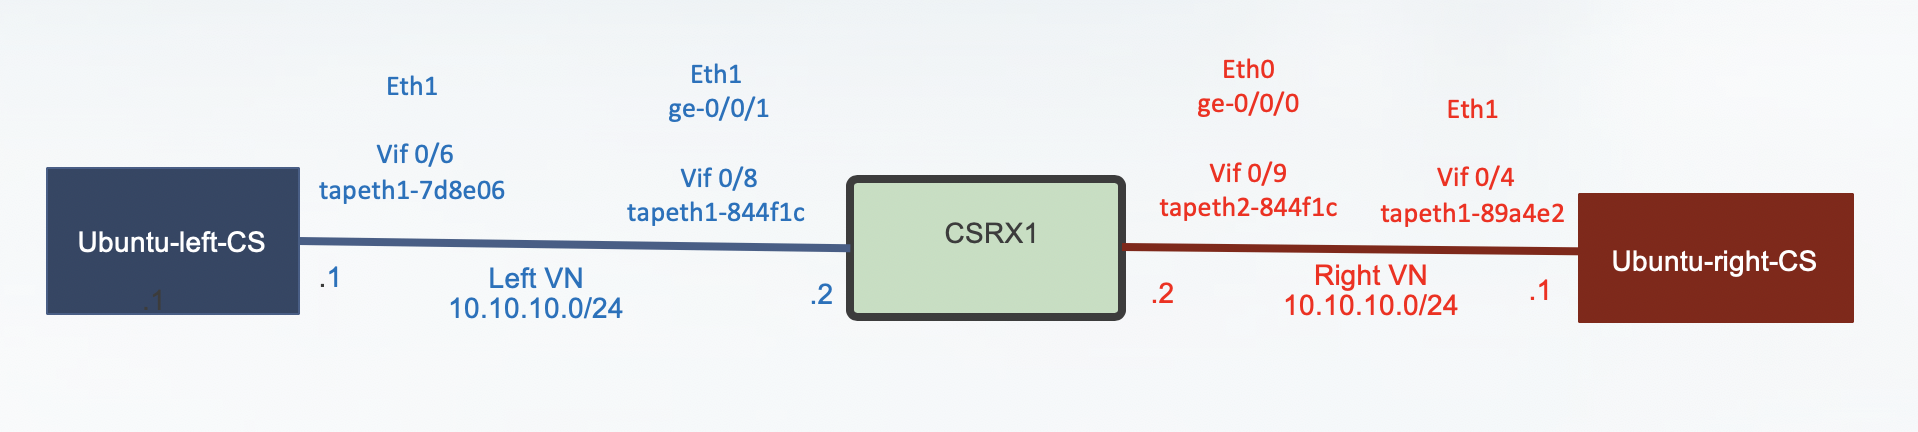 Eth1
Vif 0/6
tapeth1-7d8e06
Eth1
ge-0/0/1
Vif 0/8
tapeth1-844f1c
Eth0
ge-0/0/0
Vif 0/9
tapeth2-844f1c
Eth1
Vif 0/4
tapeth1-89a4e2
Ubuntu-left-CS
.1
.1
Left VN
10.10.10.0/24
.2
CSRX1
.2
Right VN
10.10.10.0/24
.1
Ubuntu-right-CS